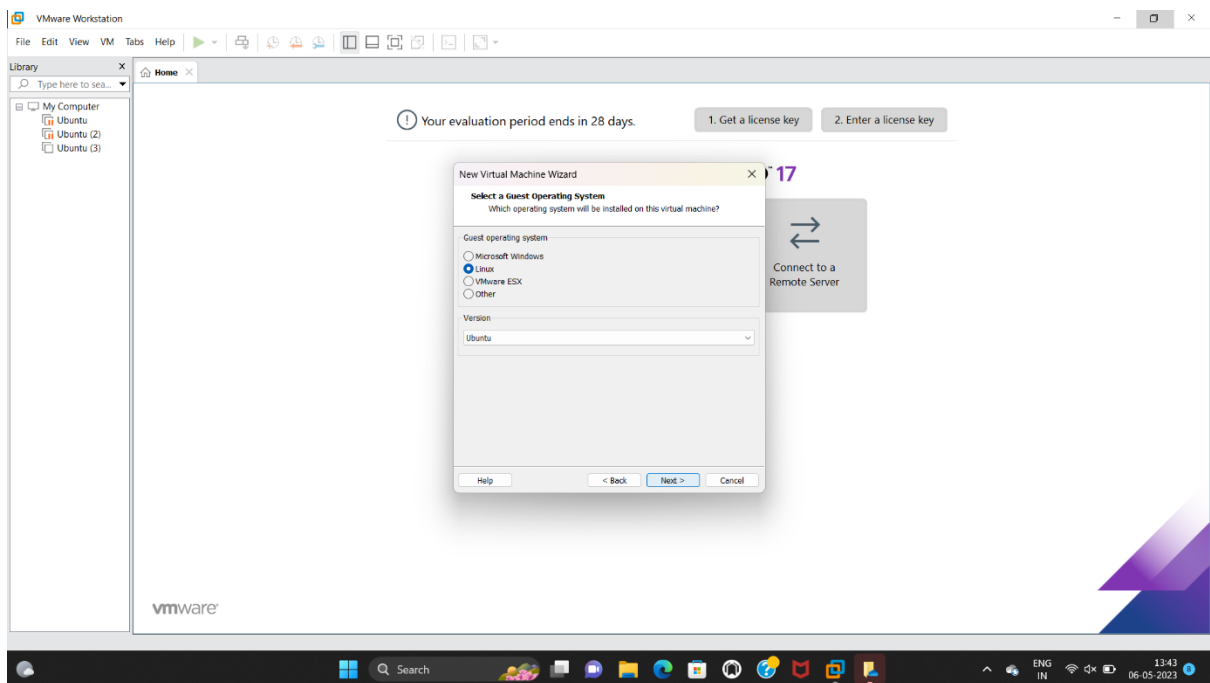 VMware Workstation
File Edit View VM Tabs Help
Library X
Type here to sea...
My Computer
Ubuntu
Ubuntu (2)
Ubuntu (3)
Home
Your evaluation period ends in 28 days.
1. Get a license key
2. Enter a license key
17
Connect to a
Remote Server
New Virtual Machine Wizard
Select a Guest Operating System
Which operating system will be installed on this virtual machine?
Guest operating system
Microsoft Windows
Linux
VMware ESX
Other
Version
Ubuntu
Help < Back Next > Cancel
vmware
Search
ENG
IN
13:43
06-05-2023